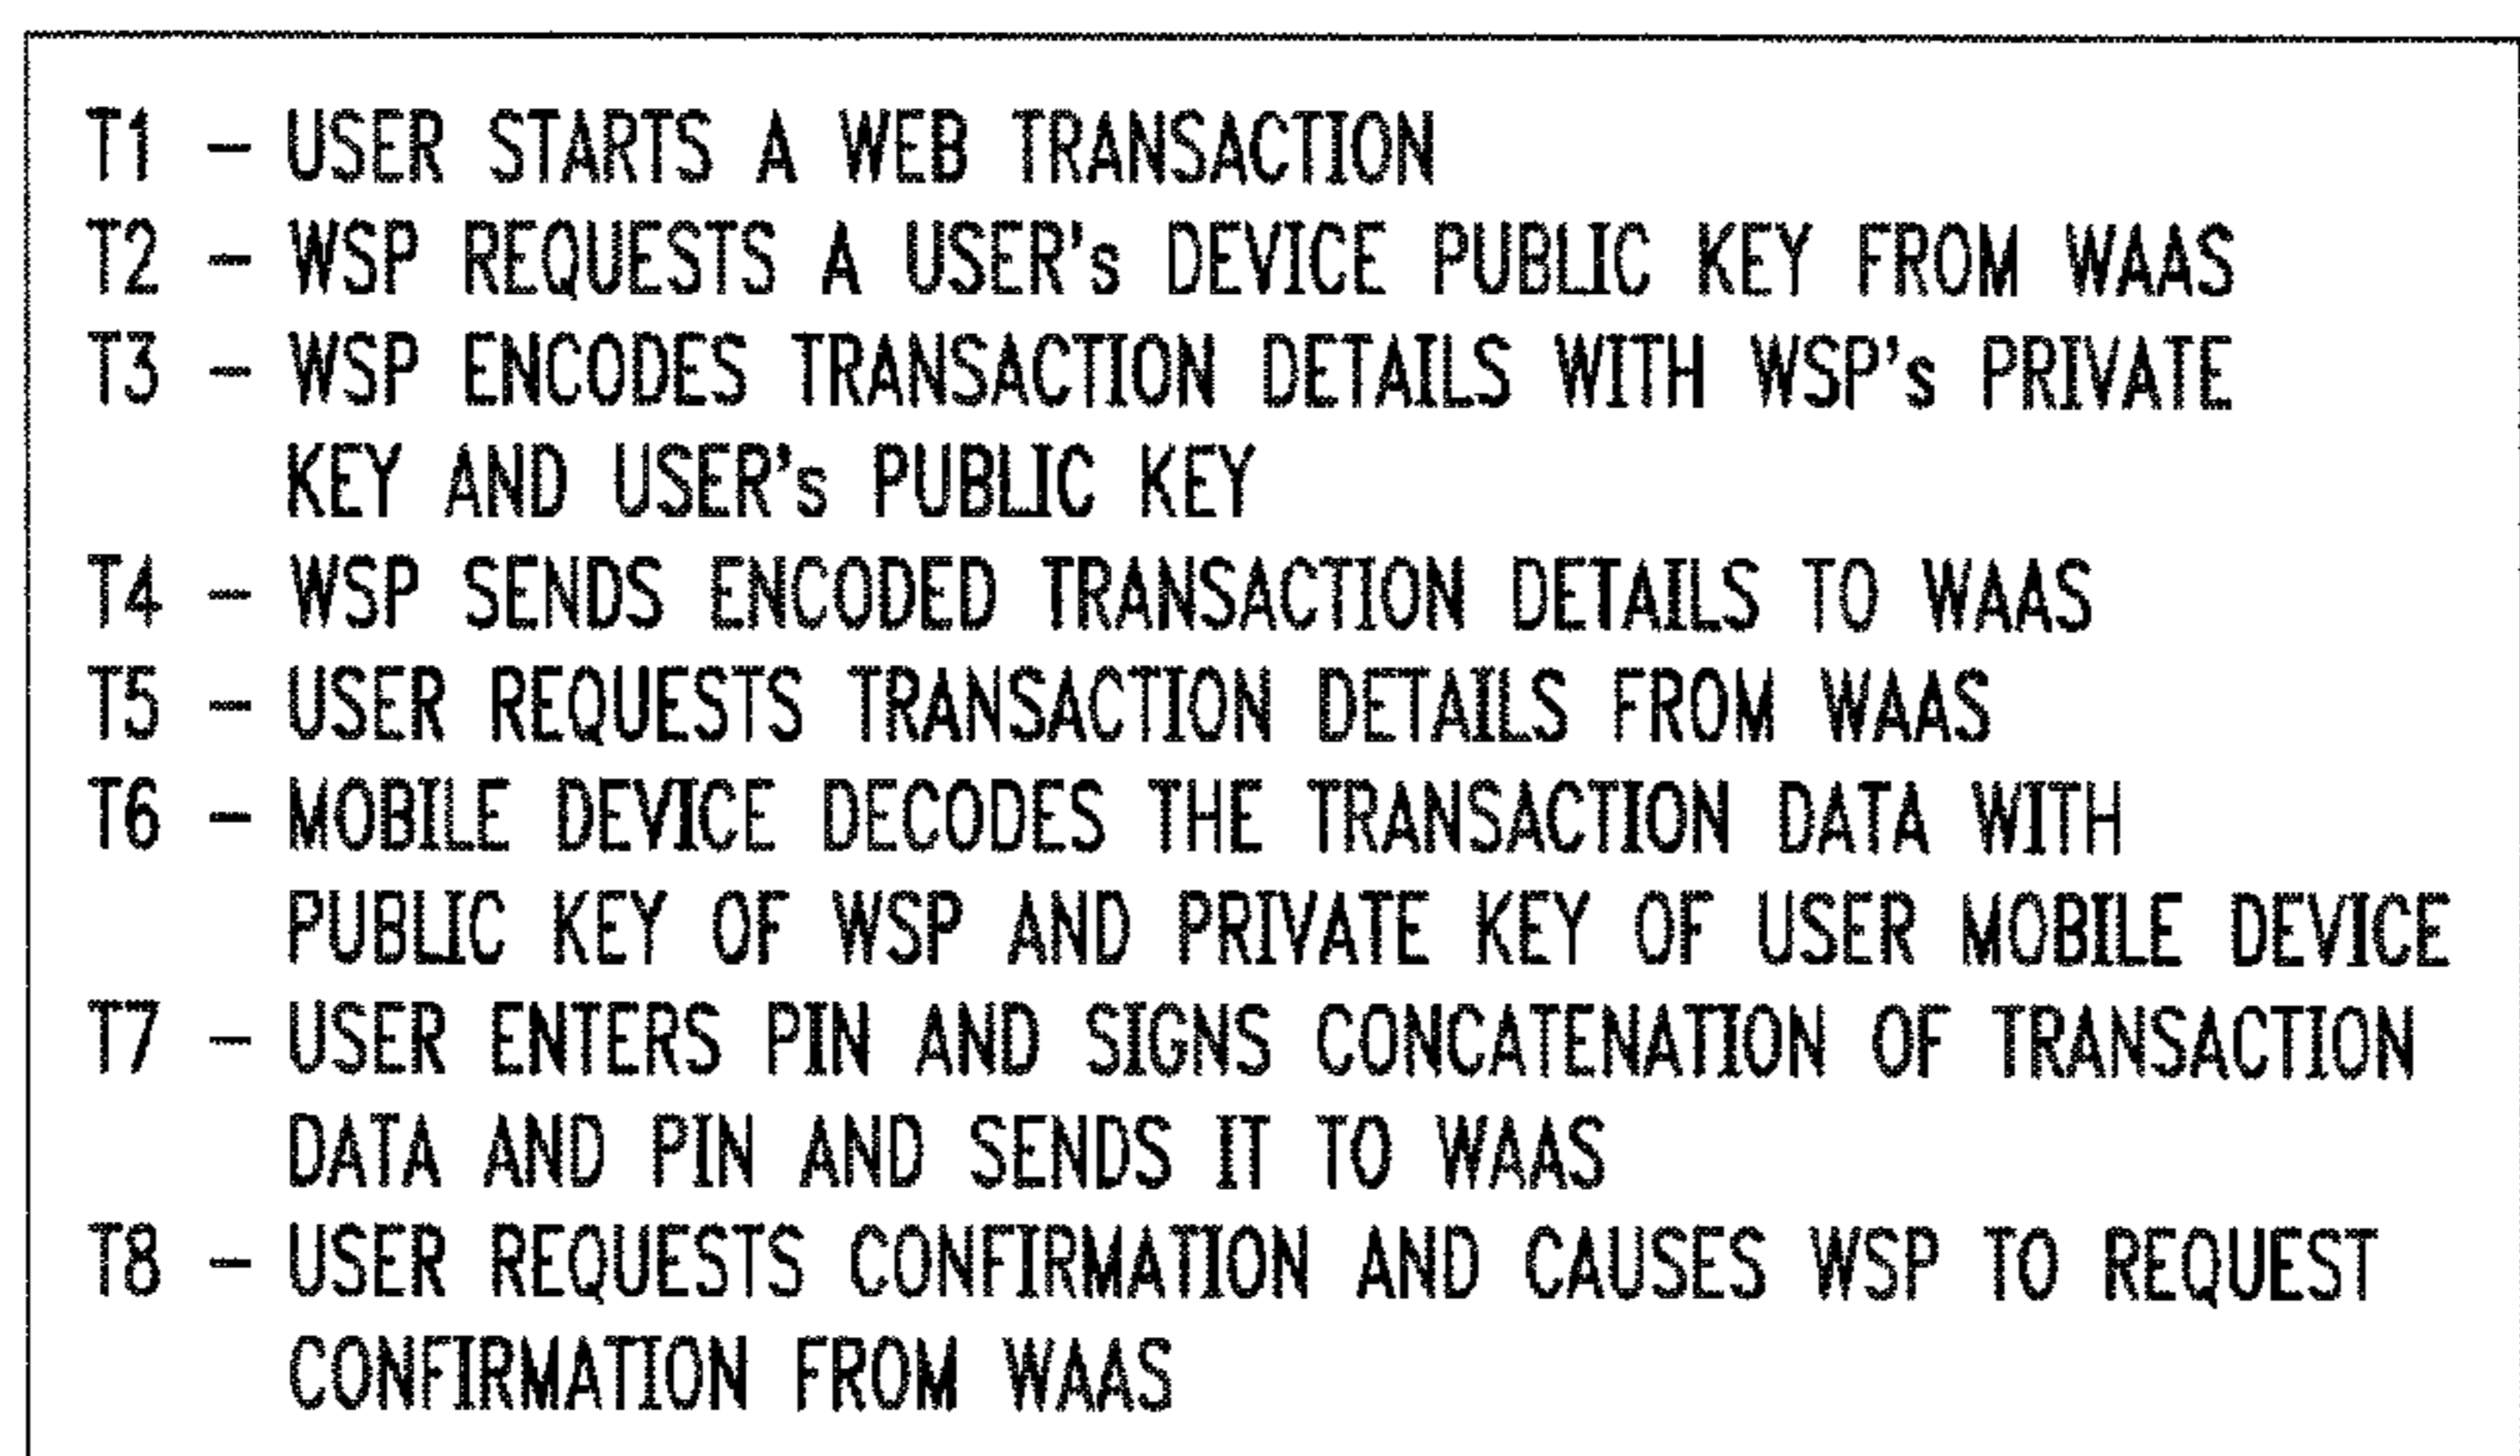 T1 – USER STARTS A WEB TRANSACTION
T2 – WSP REQUESTS A USER's DEVICE PUBLIC KEY FROM WAAS
T3 – WSP ENCODES TRANSACTION DETAILS WITH WSP's PRIVATE
KEY AND USER's PUBLIC KEY
T4 – WSP SENDS ENCODED TRANSACTION DETAILS TO WAAS
T5 – USER REQUESTS TRANSACTION DETAILS FROM WAAS
T6 – MOBILE DEVICE DECODES THE TRANSACTION DATA WITH
PUBLIC KEY OF WSP AND PRIVATE KEY OF USER MOBILE DEVICE
T7 – USER ENTERS PIN AND SIGNS CONCATENATION OF TRANSACTION
DATA AND PIN AND SENDS IT TO WAAS
T8 – USER REQUESTS CONFIRMATION AND CAUSES WSP TO REQUEST
CONFIRMATION FROM WAAS